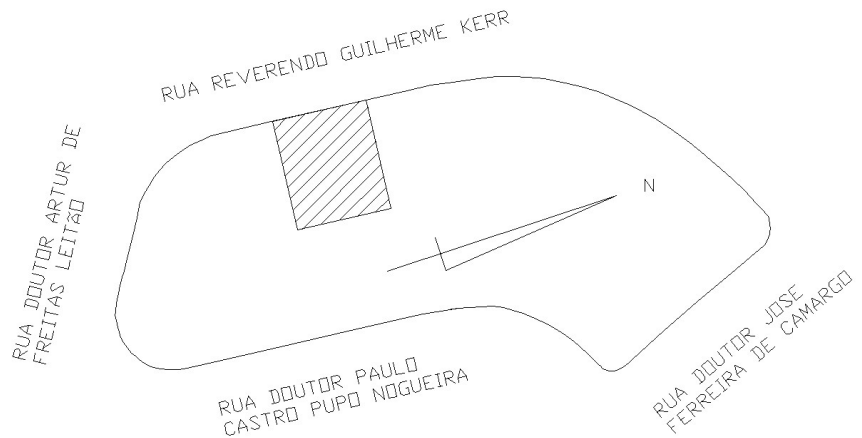 RUA REVERENDO GUILHERME KERR
RUA DOUTOR ARTUR DE
FREITAS LEITÃO
N
RUA DOUTOR JOSE
FERREIRA DE CAMARGO
RUA DOUTOR PAULO
CASTRO PUPO NOGUEIRA